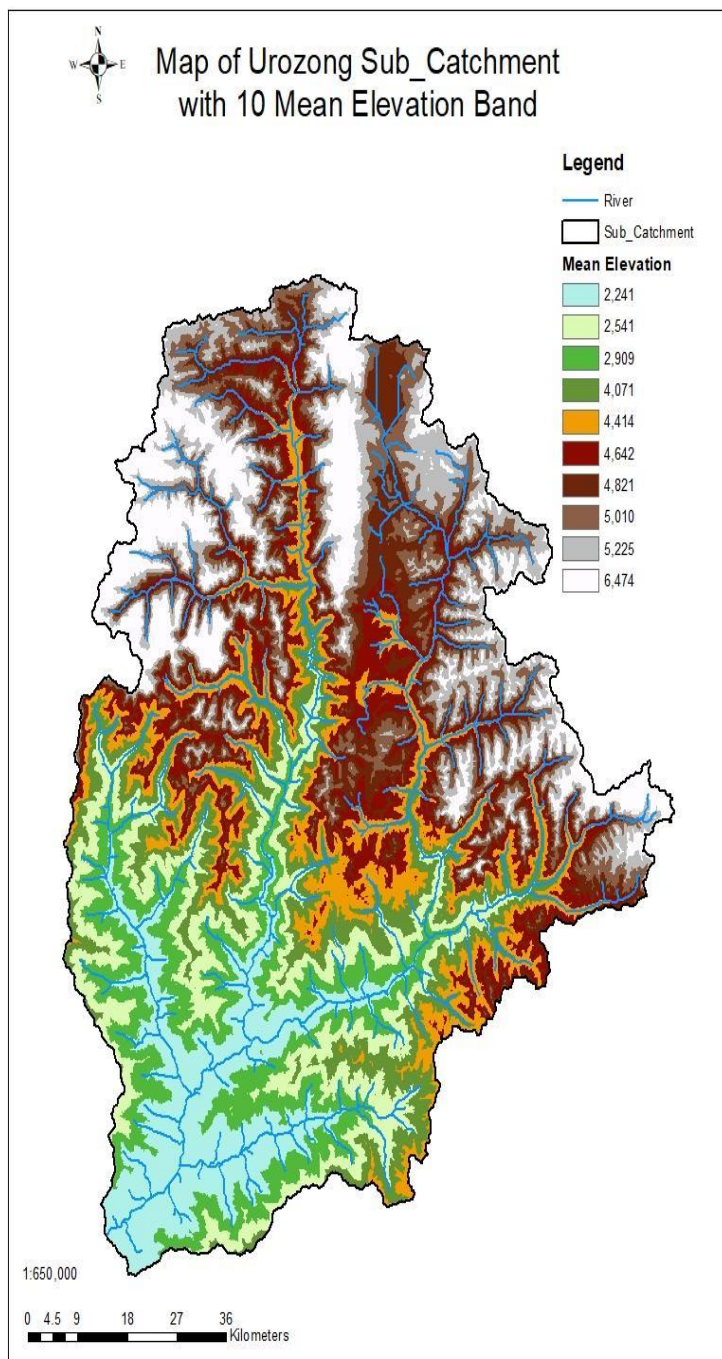 N
W E
S
Map of Urozong Sub_Catchment
with 10 Mean Elevation Band
Legend
River
Sub_Catchment
Mean Elevation
2,241
2,541
2,909
4,071
4,414
4,642
4,821
5,010
5,225
6,474
1:650,000
0 4.5 9 18 27 36
Kilometers